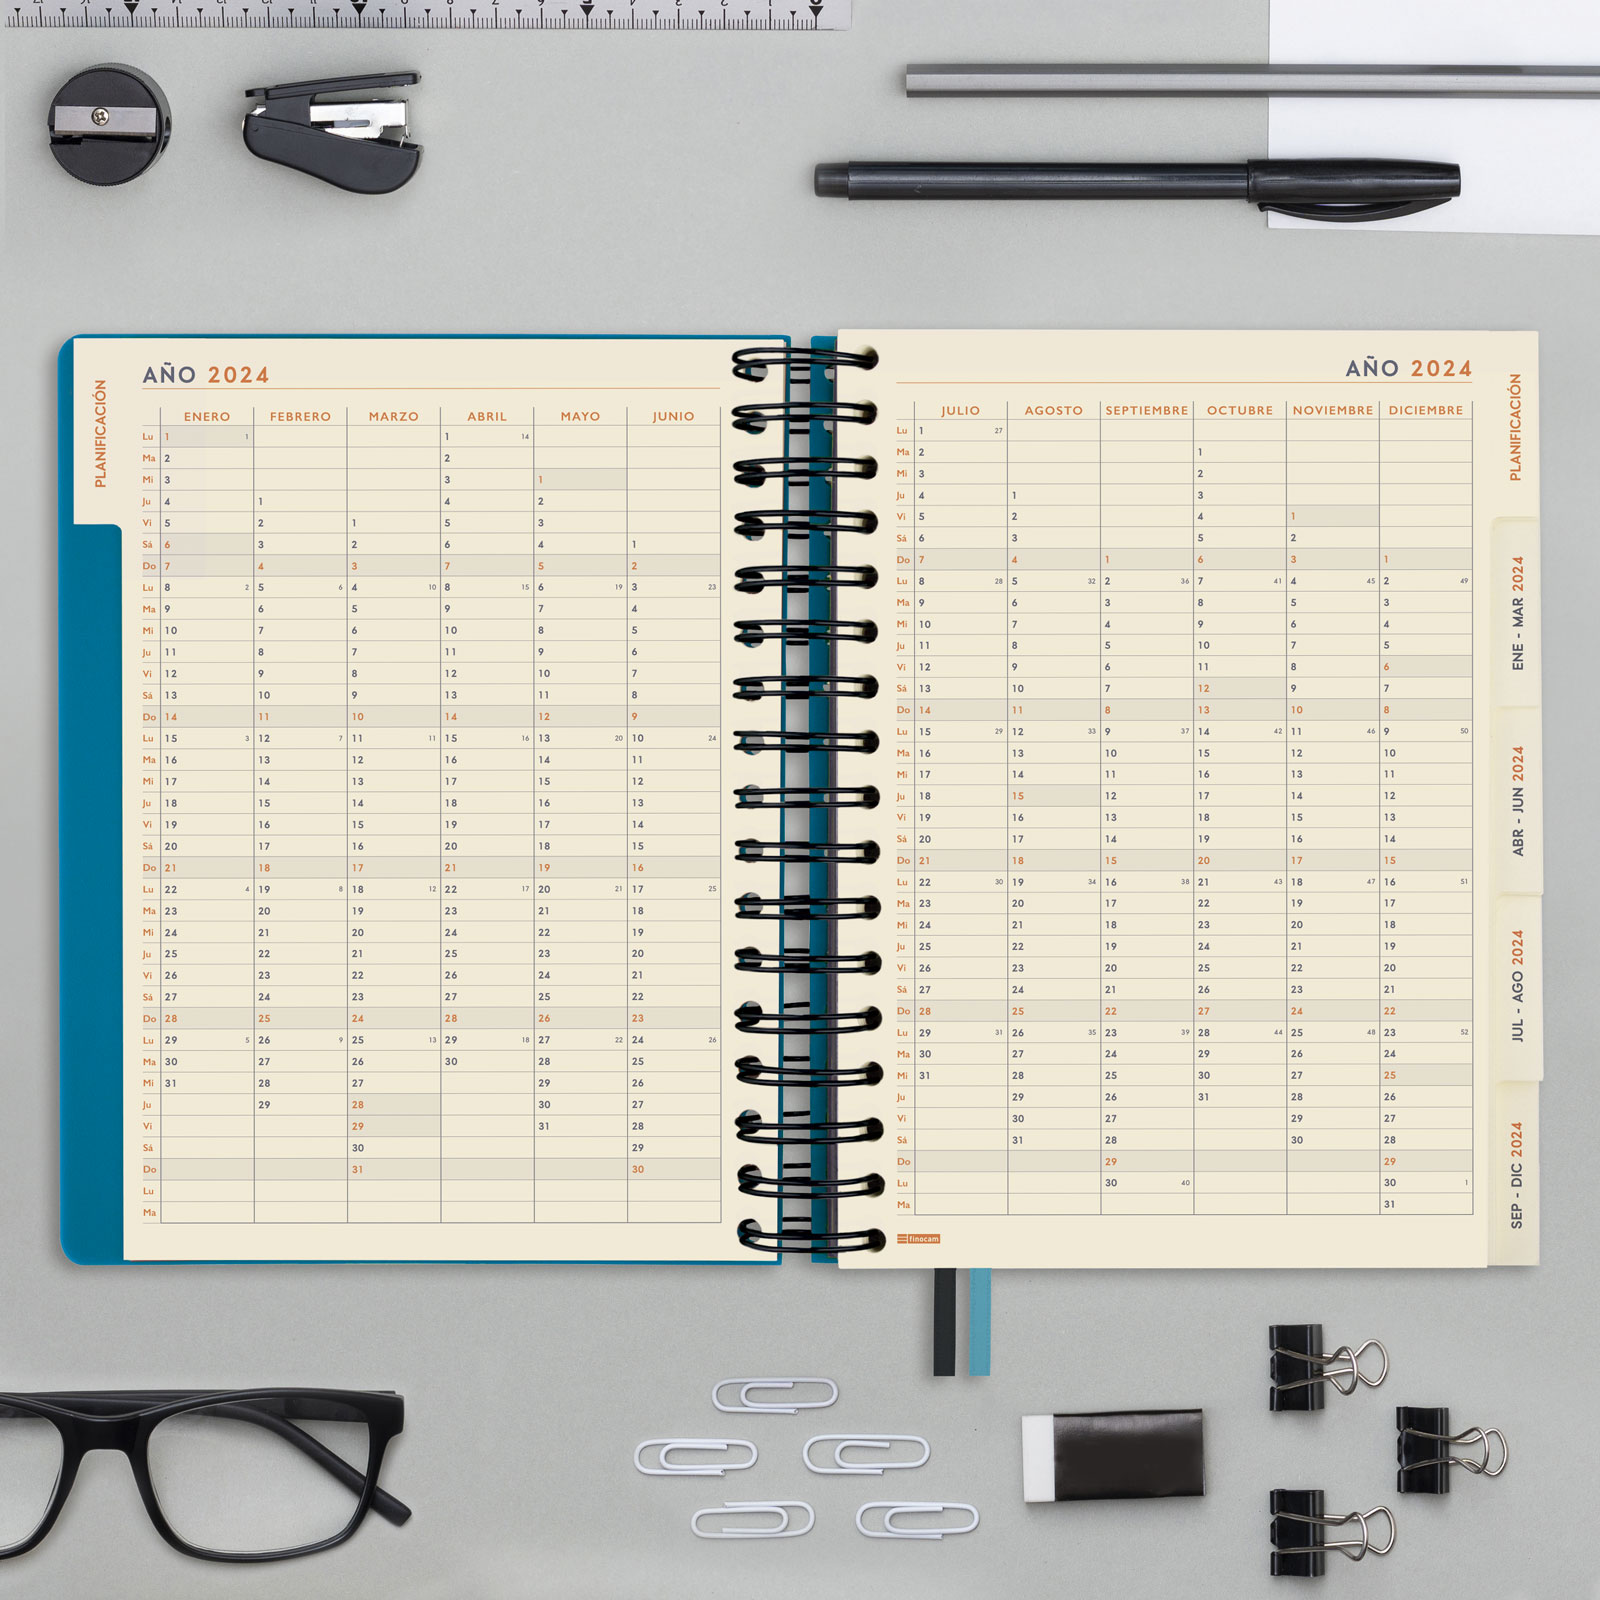 AÑO 2024
PLANIFICACIÓN
ENERO FEBRERO MARZO ABRIL MAYO JUNIO
Lu 1 1 1 14
Ma 2 2
Mi 3 3 1
Ju 4 1 4 2
Vi 5 2 1 5 3
Sá 6 3 2 6 4 1
Do 7 4 3 7 5 2
Lu 8 2 5 6 4 10 8 15 6 19 3 23
Ma 9 6 5 9 7 4
Mi 10 7 6 10 8 5
Ju 11 8 7 11 9 6
Vi 12 9 8 12 10 7
Sá 13 10 9 13 11 8
Do 14 11 10 14 12 9
Lu 15 3 12 7 11 11 15 16 13 20 10 24
Ma 16 13 12 16 14 11
Mi 17 14 13 17 15 12
Ju 18 15 14 18 16 13
Vi 19 16 15 19 17 14
Sá 20 17 16 20 18 15
Do 21 18 17 21 19 16
Lu 22 4 19 8 18 12 22 17 20 21 17 25
Ma 23 20 19 23 21 18
Mi 24 21 20 24 22 19
Ju 25 22 21 25 23 20
Vi 26 23 22 26 24 21
Sá 27 24 23 27 25 22
Do 28 25 24 28 26 23
Lu 29 5 26 9 25 13 29 18 27 22 24 26
Ma 30 27 26 30 28 25
Mi 31 28 27 29 26
Ju 29 28 30 27
Vi 29 31 28
Sá 30 29
Do 31 30
Lu
Ma
AÑO 2024
PLANIFICACIÓN
JULIO AGOSTO SEPTIEMBRE OCTUBRE NOVIEMBRE DICIEMBRE
Lu 1 27
Ma 2 1
Mi 3 2
Ju 4 1 3
Vi 5 2 4 1
Sá 6 3 5 2
Do 7 4 1 6 3 1
Lu 8 28 5 32 2 36 7 41 4 45 2 49
Ma 9 6 3 8 5 3
Mi 10 7 4 9 6 4
Ju 11 8 5 10 7 5
Vi 12 9 6 11 8 6
Sá 13 10 7 12 9 7
Do 14 11 8 13 10 8
Lu 15 29 12 33 9 37 14 42 11 46 9 50
Ma 16 13 10 15 12 10
Mi 17 14 11 16 13 11
Ju 18 15 12 17 14 12
Vi 19 16 13 18 15 13
Sá 20 17 14 19 16 14
Do 21 18 15 20 17 15
Lu 22 30 19 34 16 38 21 43 18 47 16 51
Ma 23 20 17 22 19 17
Mi 24 21 18 23 20 18
Ju 25 22 19 24 21 19
Vi 26 23 20 25 22 20
Sá 27 24 21 26 23 21
Do 28 25 22 27 24 22
Lu 29 31 26 35 23 39 28 44 25 48 23 52
Ma 30 27 24 29 26 24
Mi 31 28 25 30 27 25
Ju 29 26 31 28 26
Vi 30 27 29 27
Sá 31 28 30 28
Do 29 29
Lu 30 40 30 1
Ma 31
finocam
ENE - MAR 2024
ABR - JUN 2024
JUL - AGO 2024
SEP - DIC 2024